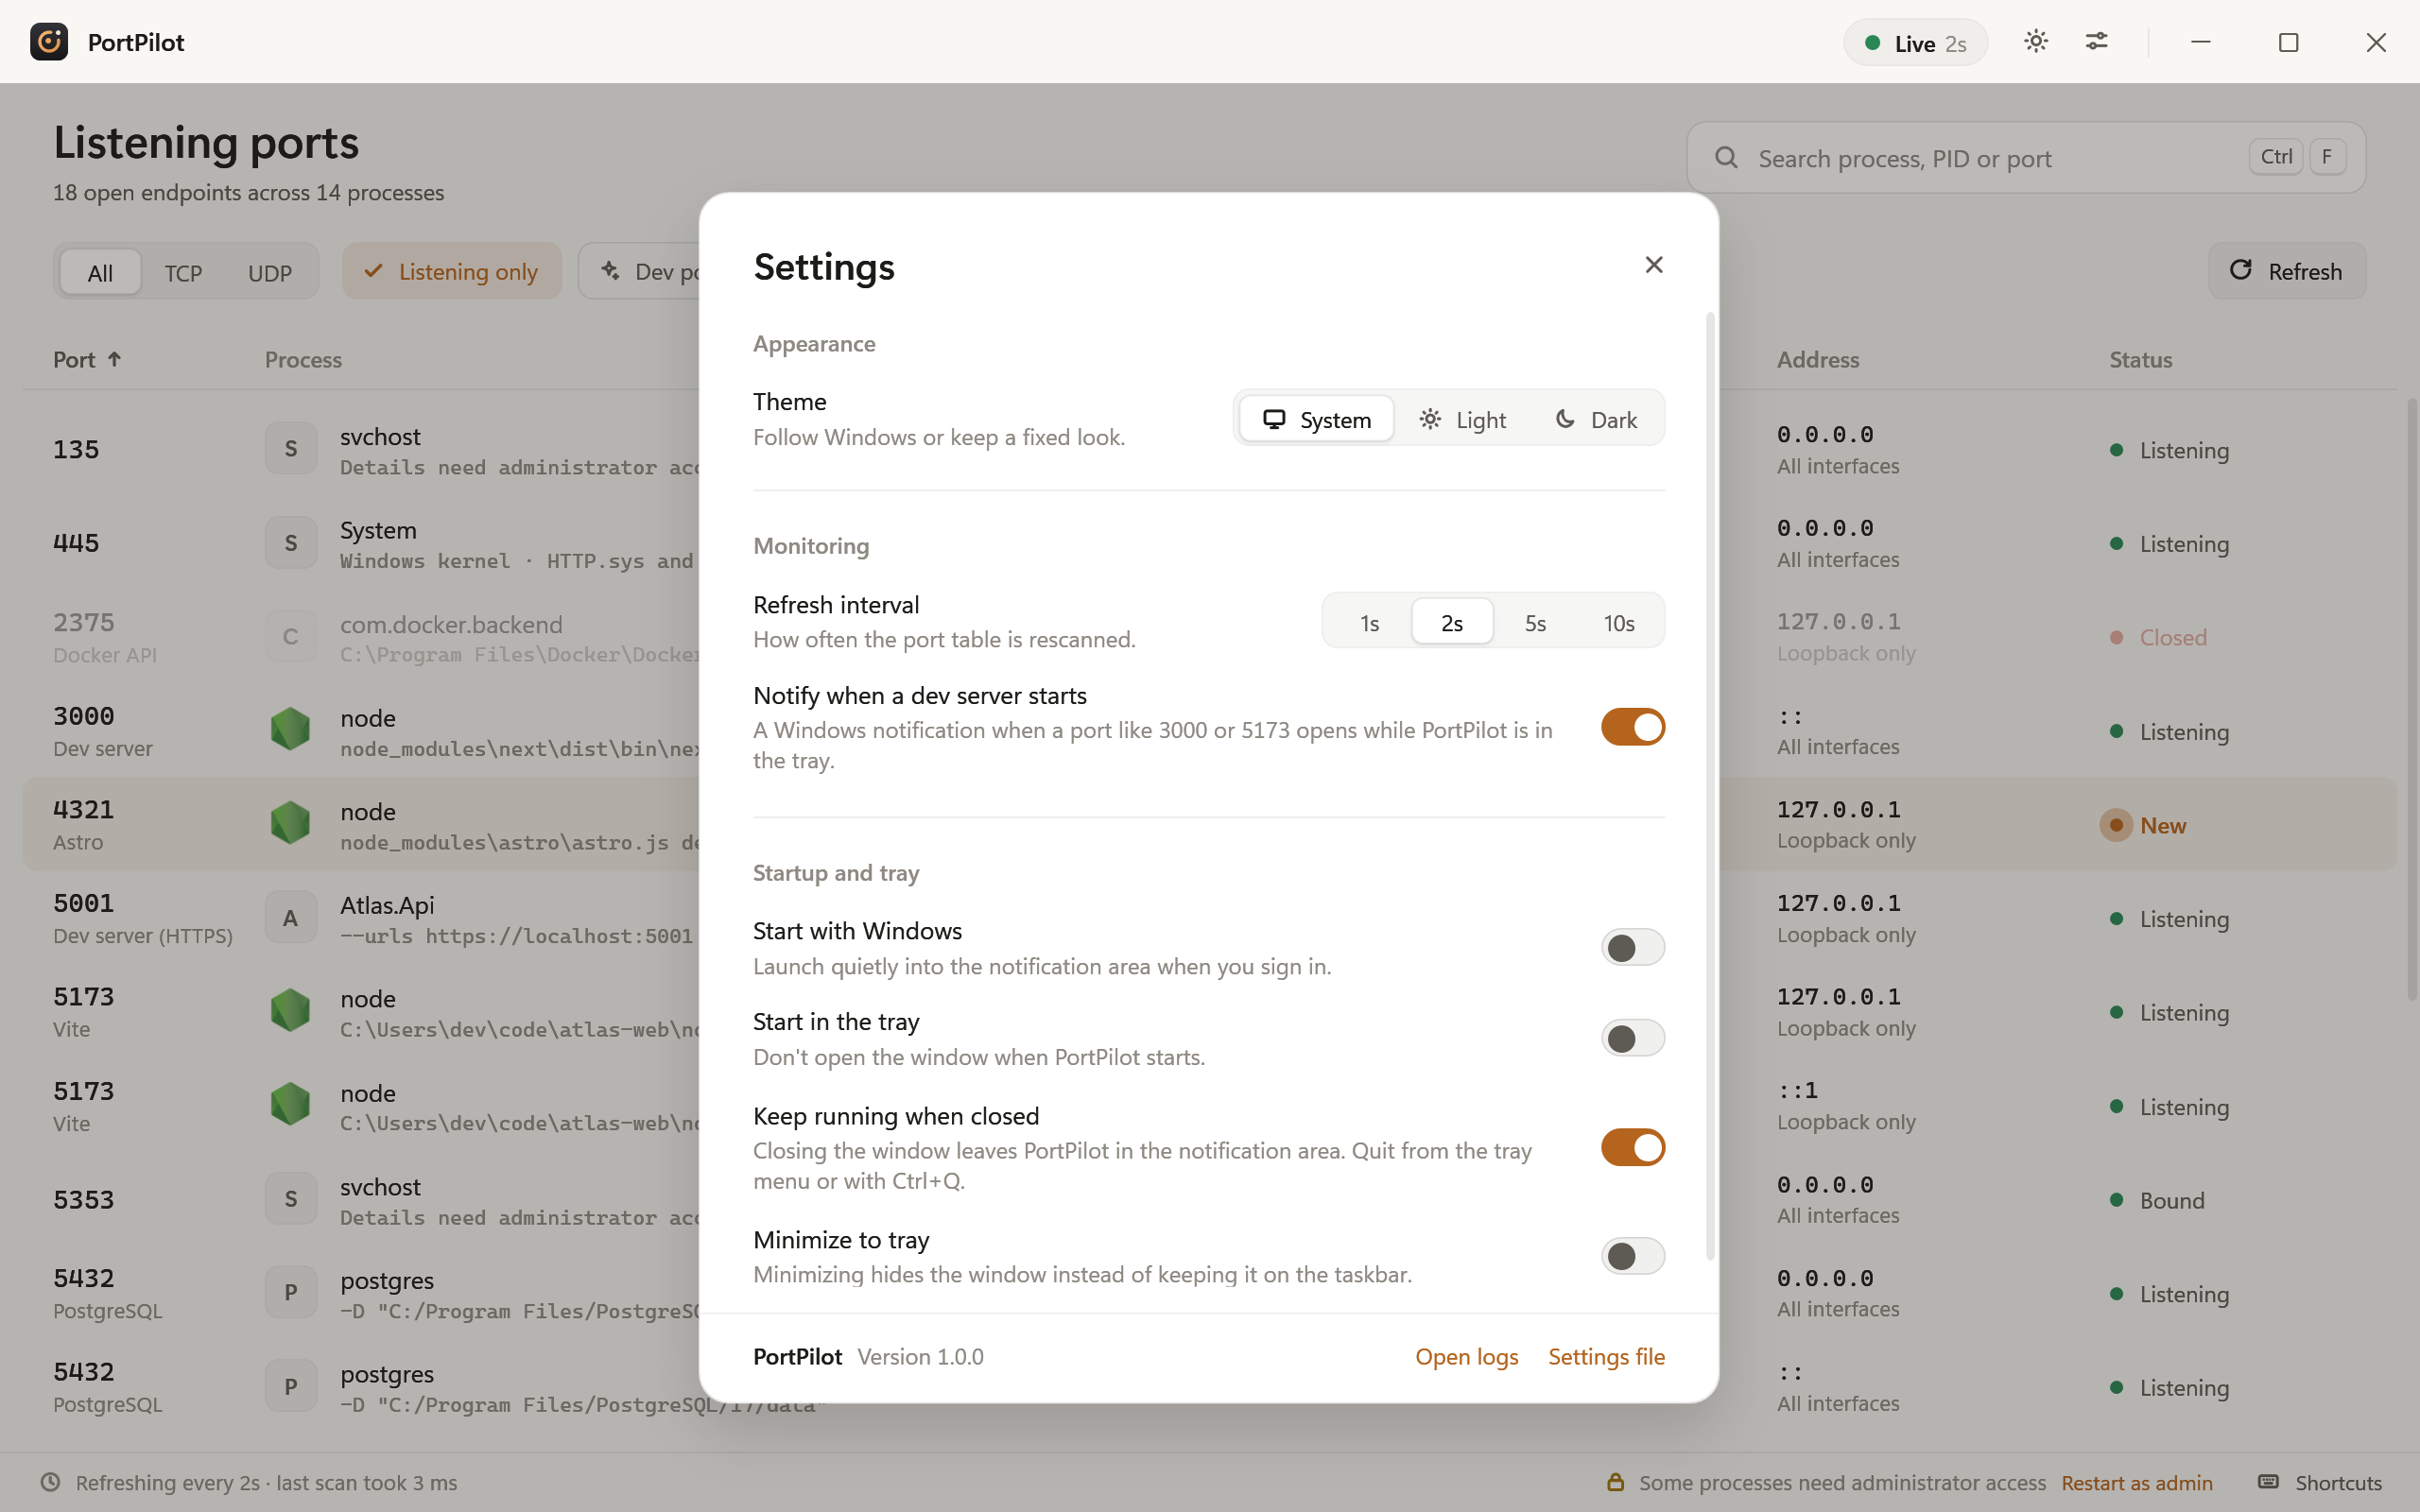 PortPilot
Live 2s
Listening ports
18 open endpoints across 14 processes
Search process, PID or port
Ctrl F
All TCP UDP
Listening only
Dev
Refresh
Port Process Address Status
135
S
svchost
Details need administrator
0.0.0.0
All interfaces
Listening
445
S
System
Windows kernel · HTTP.sys and
0.0.0.0
All interfaces
Listening
2375
Docker API
C
com.docker.backend
C:\Program Files\Docker\Docker
127.0.0.1
Loopback only
Closed
3000
Dev server
node
node_modules\next\dist\bin\
::
All interfaces
Listening
4321
Astro
node
node_modules\astro\astro.js
127.0.0.1
Loopback only
New
5001
Dev server (HTTPS)
A
Atlas.Api
--urls https://localhost:5001
127.0.0.1
Loopback only
Listening
5173
Vite
node
C:\Users\dev\code\atlas-web\
127.0.0.1
Loopback only
Listening
5173
Vite
node
C:\Users\dev\code\atlas-web\
::1
Loopback only
Listening
5353
S
svchost
Details need administrator
0.0.0.0
All interfaces
Bound
5432
PostgreSQL
P
postgres
-D "C:/Program Files/
0.0.0.0
All interfaces
Listening
5432
PostgreSQL
P
postgres
-D "C:/Program Files/PostgreSQL/17/data"
::
All interfaces
Listening
Settings
Appearance
Theme
Follow Windows or keep a fixed look.
System Light Dark
Monitoring
Refresh interval
How often the port table is rescanned.
1s 2s 5s 10s
Notify when a dev server starts
A Windows notification when a port like 3000 or 5173 opens while PortPilot is in
the tray.
Startup and tray
Start with Windows
Launch quietly into the notification area when you sign in.
Start in the tray
Don't open the window when PortPilot starts.
Keep running when closed
Closing the window leaves PortPilot in the notification area. Quit from the tray
menu or with Ctrl+Q.
Minimize to tray
Minimizing hides the window instead of keeping it on the taskbar.
PortPilot Version 1.0.0
Open logs Settings file
Refreshing every 2s · last scan took 3 ms
Some processes need administrator access Restart as admin
Shortcuts